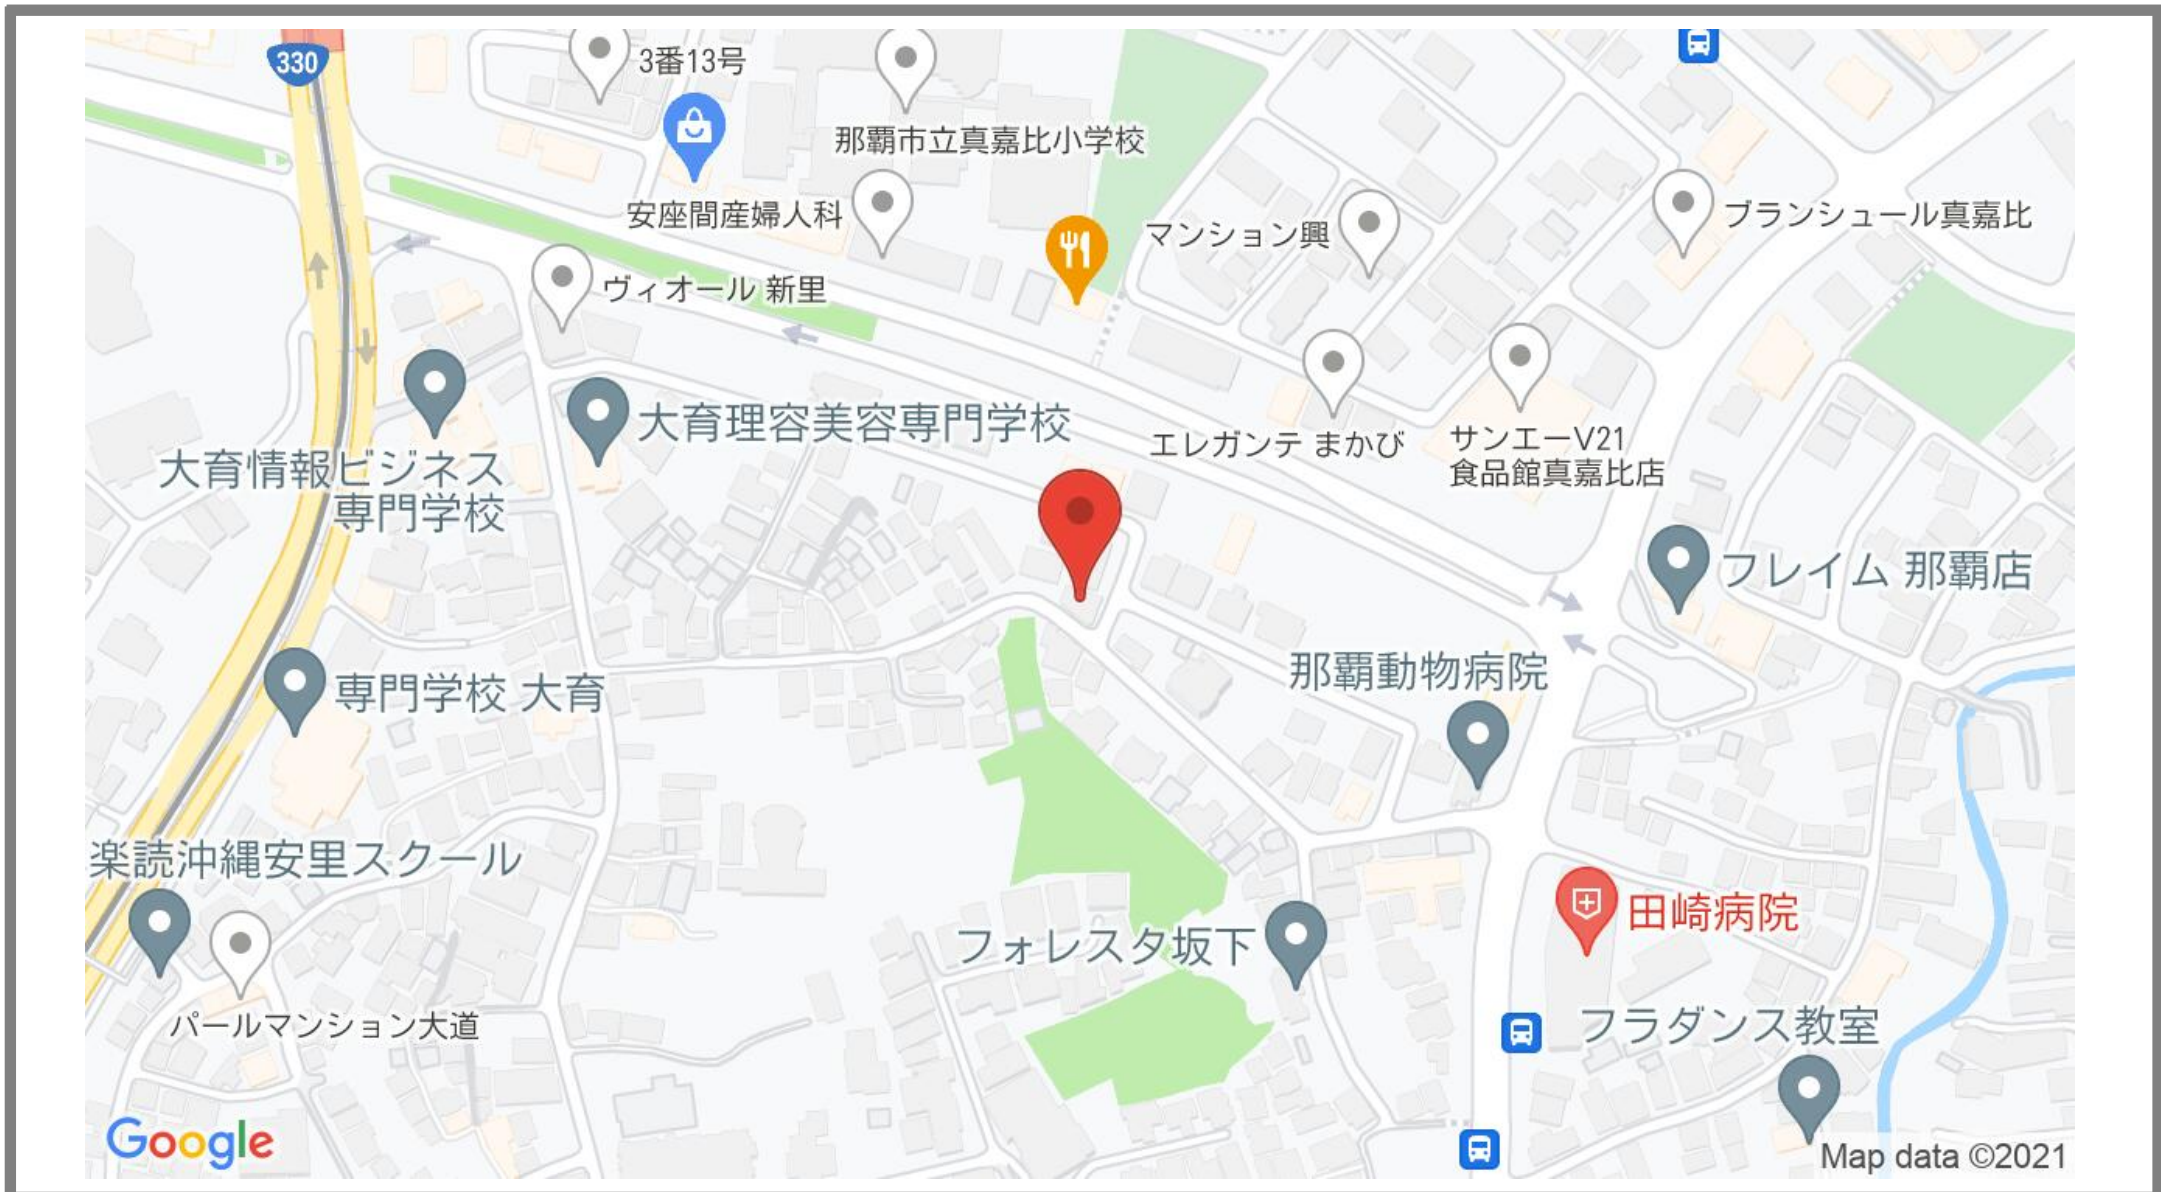 330
3番13号
那覇市立真嘉比小学校
安座間産婦人科
マンション興
ブランシュール真嘉比
ヴィオール 新里
大育理容美容専門学校
エレガンテ まかび
サンエーV21
食品館真嘉比店
大育情報ビジネス
専門学校
フレイム 那覇店
那覇動物病院
専門学校 大育
楽読沖縄安里スクール
田崎病院
フォレスタ坂下
パールマンション大道
フラダンス教室
Google
Map data ©2021